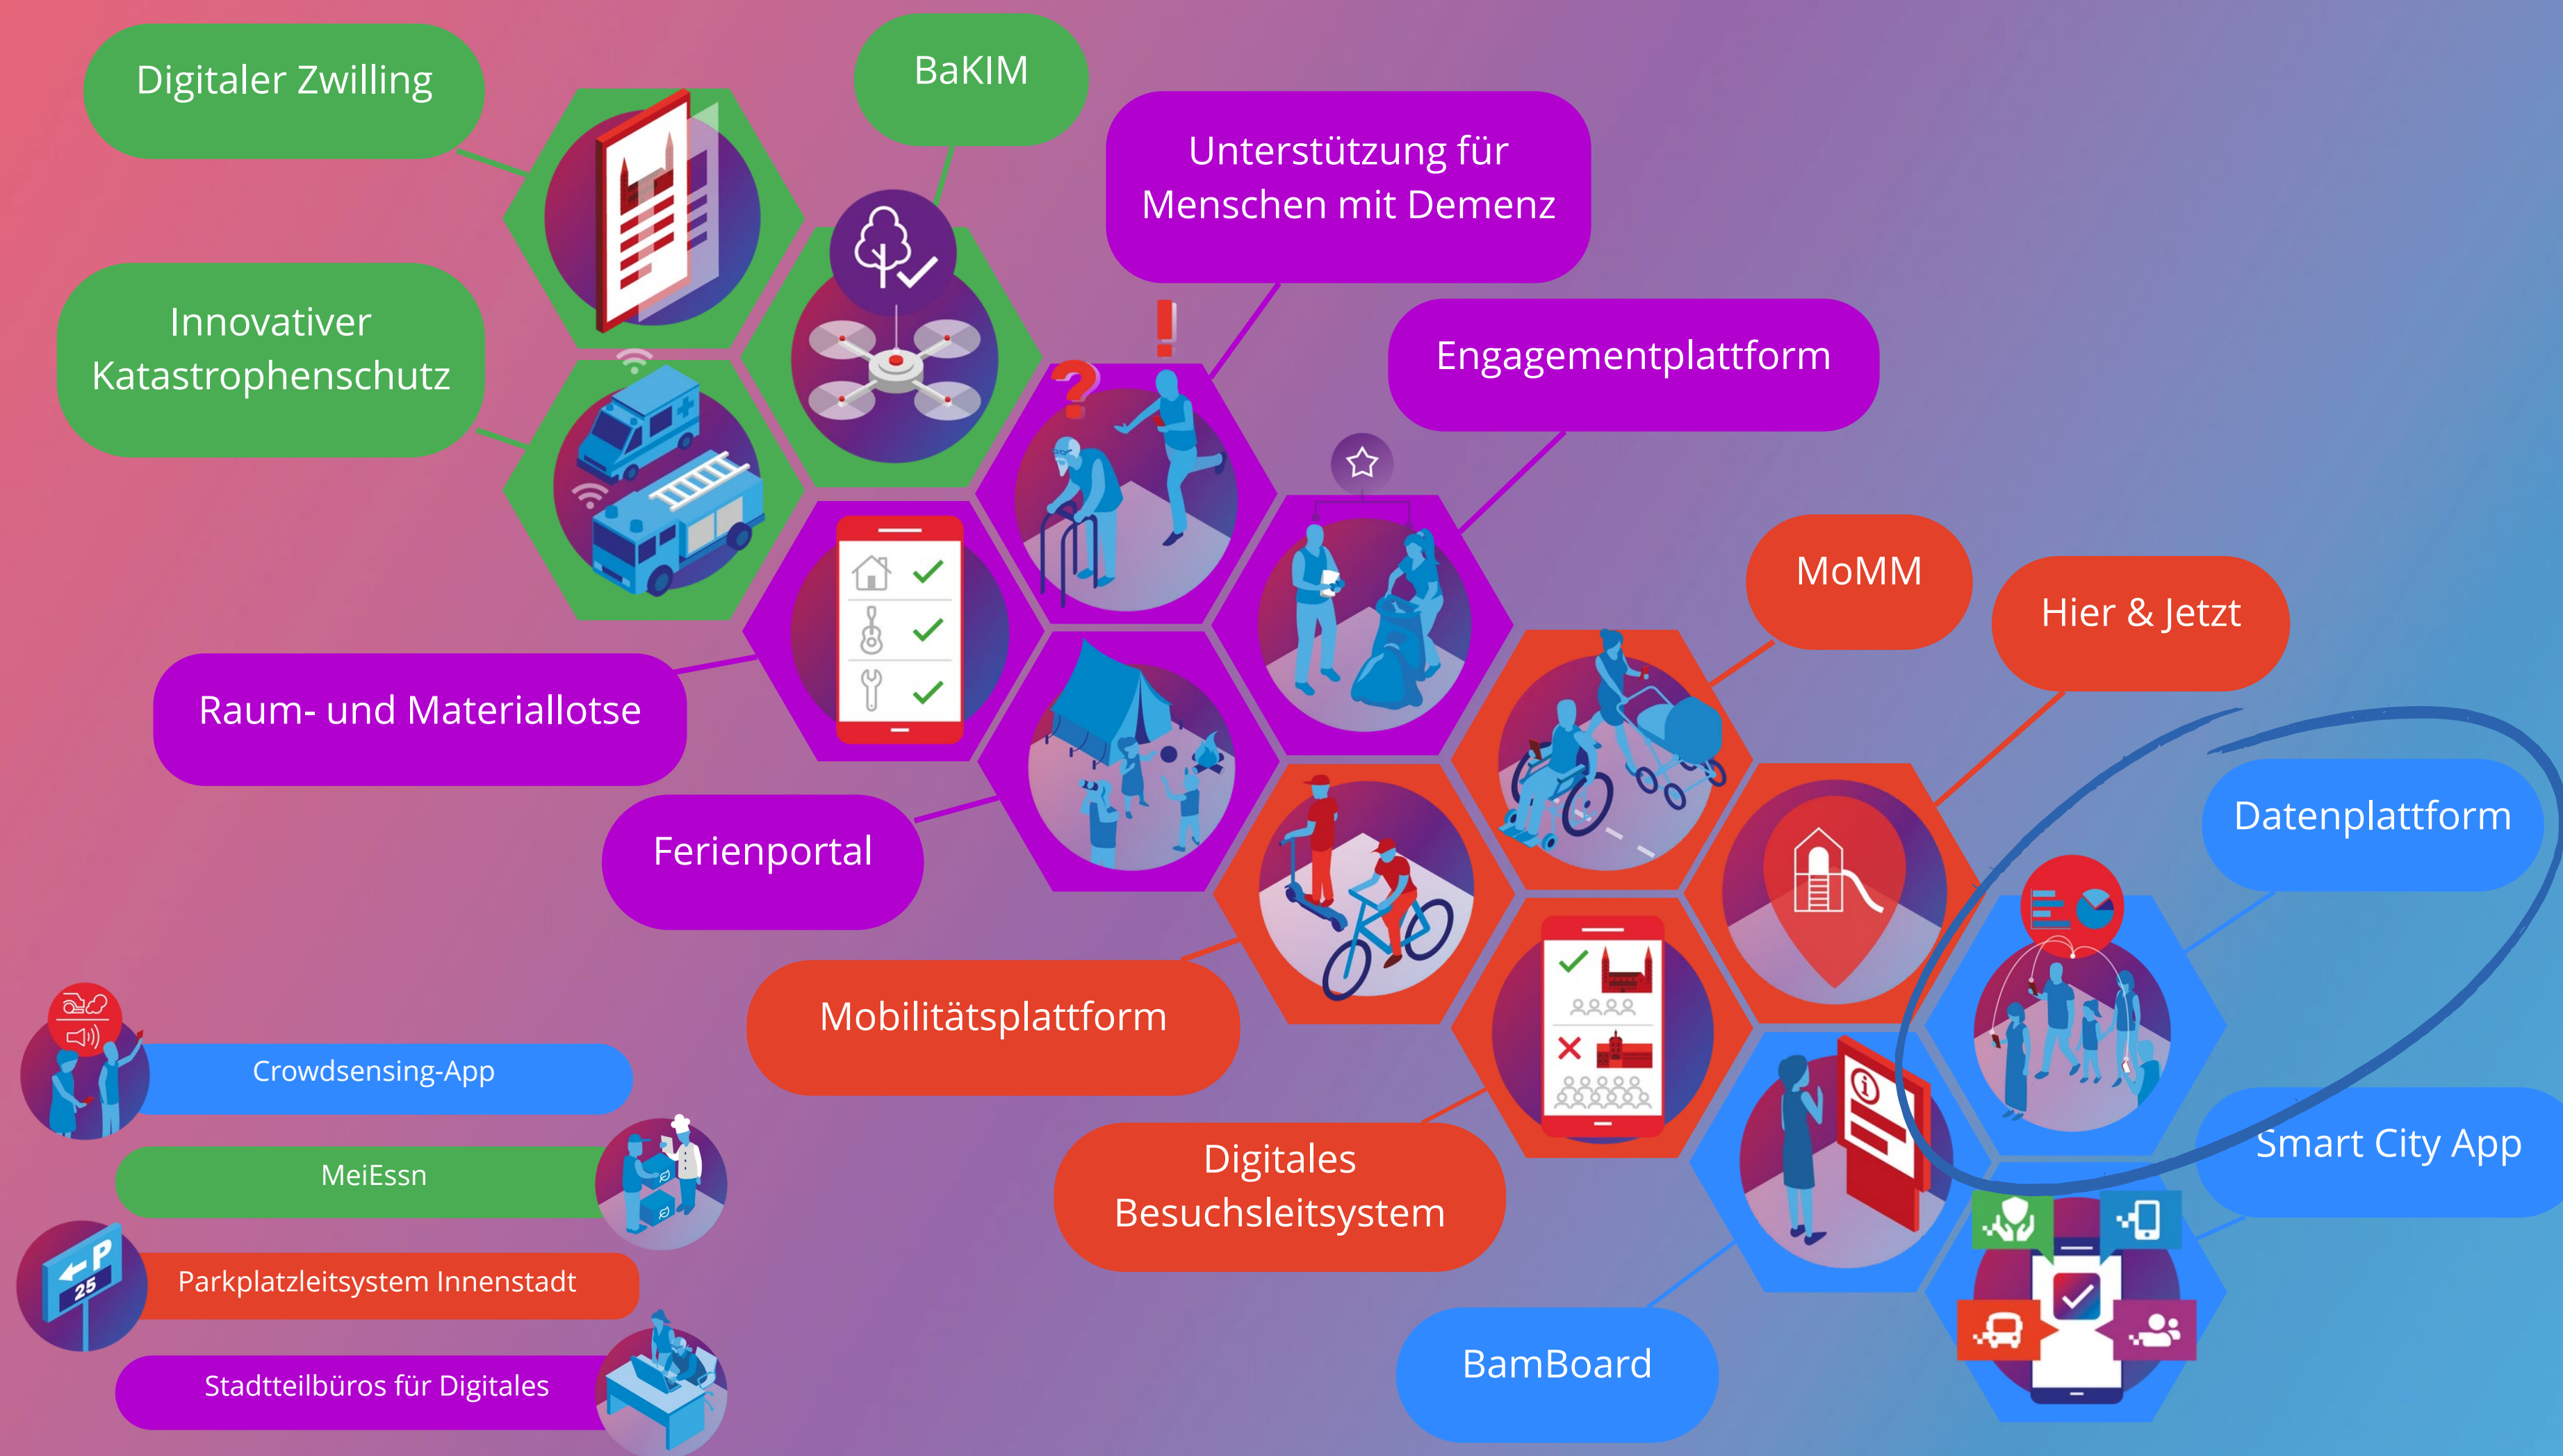 Digitaler Zwilling
BaKIM
Unterstützung für
Menschen mit Demenz
Innovativer
Katastrophenschutz
Engagementplattform
?
!
MoMM
Hier & Jetzt
Raum- und Materiallotse
Datenplattform
Ferienportal
Mobilitätsplattform
Crowdsensing-App
Digitales
Besuchsleitsystem
i
Smart City App
MeiEssn
P
25
Parkplatzleitsystem Innenstadt
BamBoard
Stadtteilbüros für Digitales